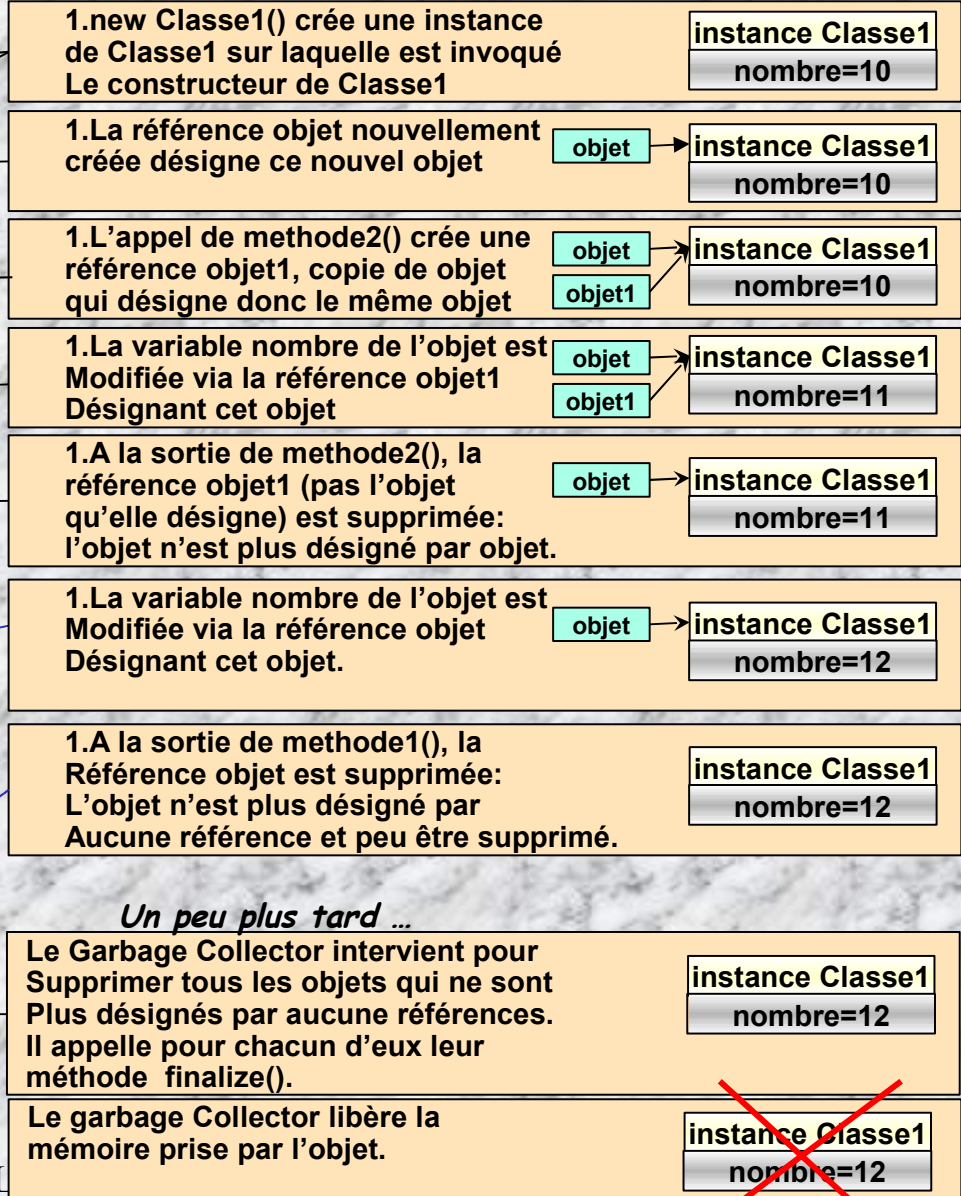 1.new Classe1() crée une instance
de Classe1 sur laquelle est invoqué
Le constructeur de Classe1
instance Classe1
nombre=10
1.La référence objet nouvellement
créée désigne ce nouvel objet
objet
instance Classe1
nombre=10
1.L’appel de methode2() crée une
référence objet1, copie de objet
qui désigne donc le même objet
objet
objet1
instance Classe1
nombre=10
1.La variable nombre de l’objet est
Modifiée via la référence objet1
Désignant cet objet
objet
objet1
instance Classe1
nombre=11
1.A la sortie de methode2(), la
référence objet1 (pas l’objet
qu’elle désigne) est supprimée:
l’objet n’est plus désigné par objet.
objet
instance Classe1
nombre=11
1.La variable nombre de l’objet est
Modifiée via la référence objet
Désignant cet objet.
objet
instance Classe1
nombre=12
1.A la sortie de methode1(), la
Référence objet est supprimée:
L’objet n’est plus désigné par
Aucune référence et peu être supprimé.
instance Classe1
nombre=12
Un peu plus tard …
Le Garbage Collector intervient pour
Supprimer tous les objets qui ne sont
Plus désignés par aucune références.
Il appelle pour chacun d’eux leur
méthode finalize().
instance Classe1
nombre=12
Le garbage Collector libère la
mémoire prise par l’objet.
instance Classe1
nombre=12